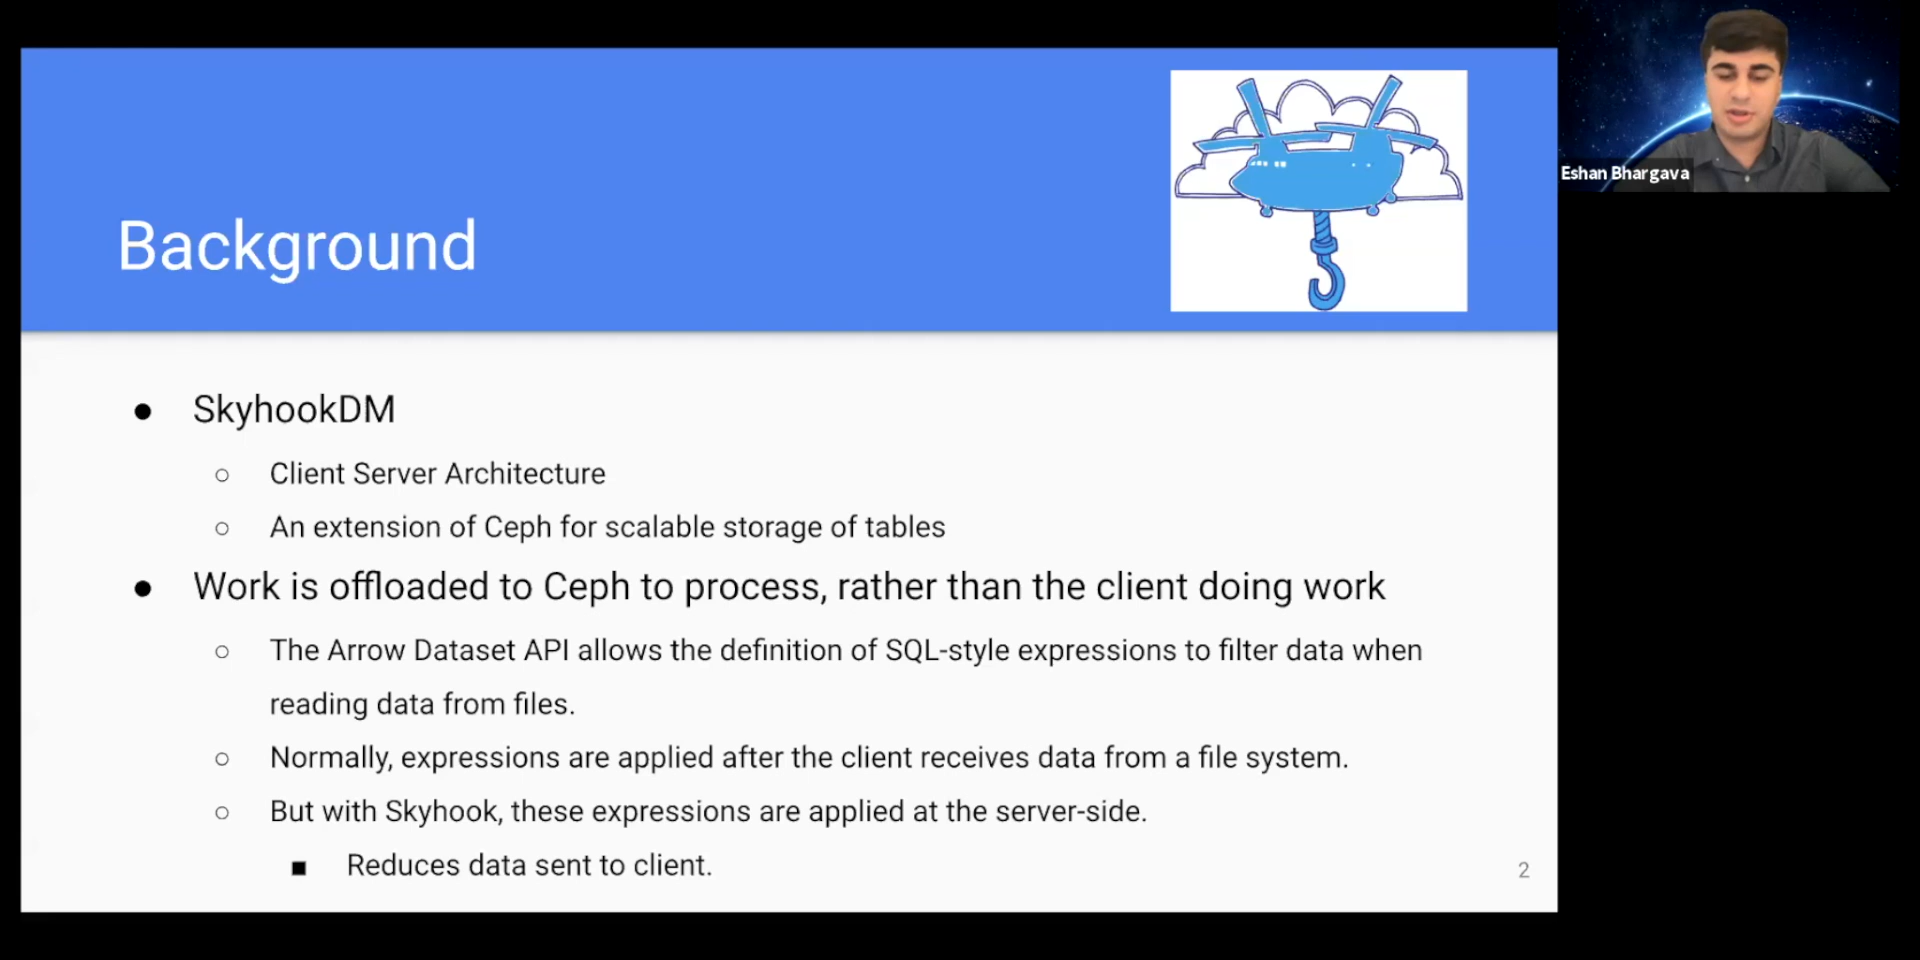 Background
Eshan Bhargava
● SkyhookDM
○ Client Server Architecture
○ An extension of Ceph for scalable storage of tables
● Work is offloaded to Ceph to process, rather than the client doing work
○ The Arrow Dataset API allows the definition of SQL-style expressions to filter data when
reading data from files.
○ Normally, expressions are applied after the client receives data from a file system.
○ But with Skyhook, these expressions are applied at the server-side.
■ Reduces data sent to client.
2